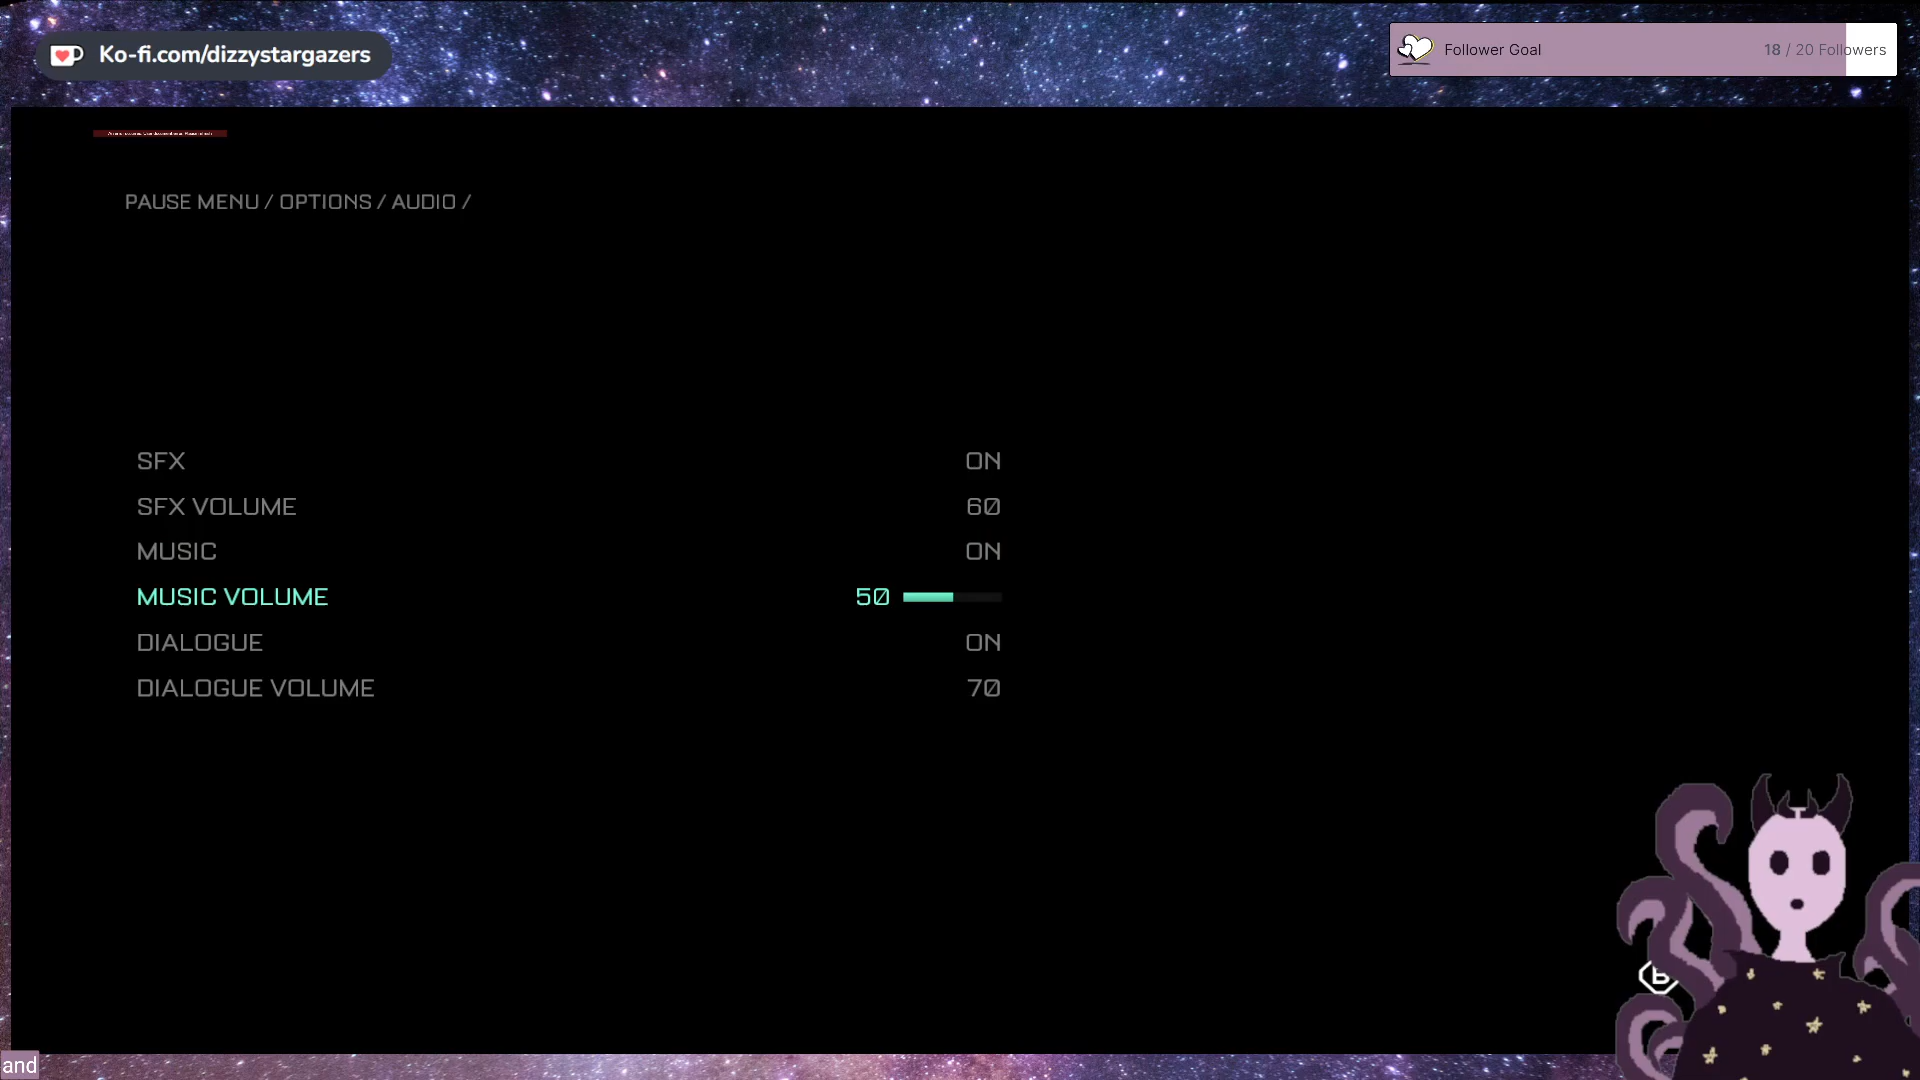 Ko-fi.com/dizzystargazers
Follower Goal
18 / 20 Followers
PAUSE MENU / OPTIONS / AUDIO /
SFX ON
SFX VOLUME 60
MUSIC ON
MUSIC VOLUME 50
DIALOGUE ON
DIALOGUE VOLUME 70
B
and